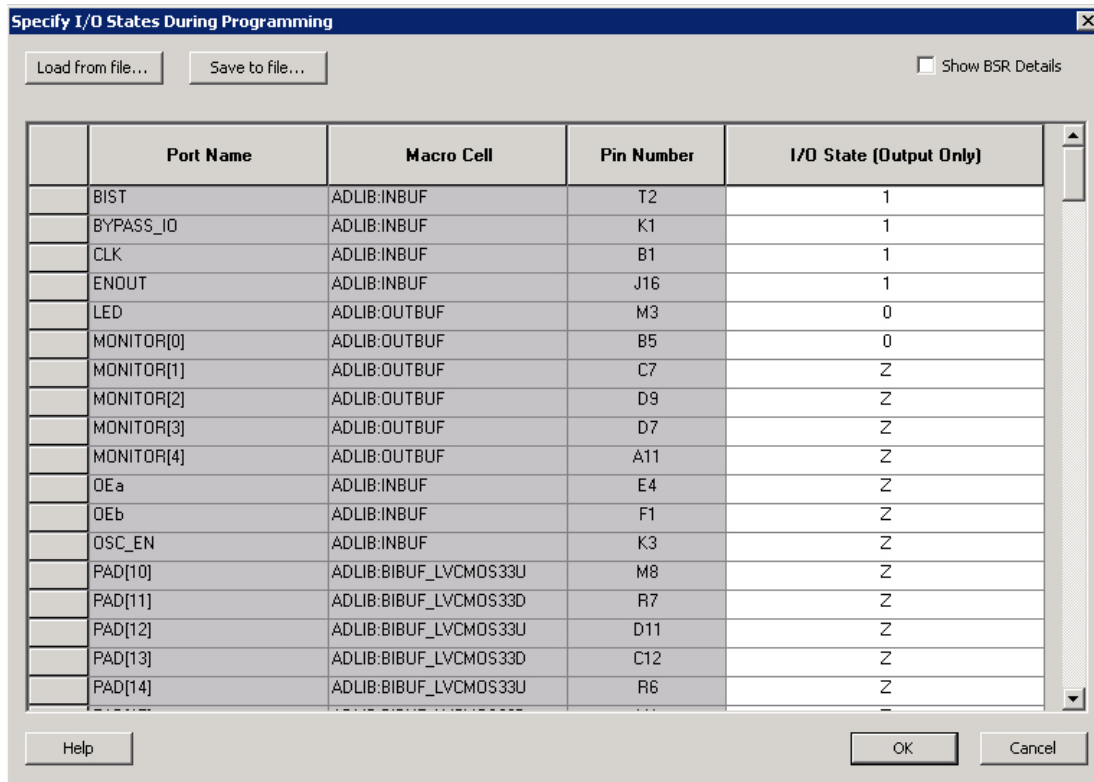 Specify I/O States During Programming
Load from file... Save to file... Show BSR Details
Port Name Macro Cell Pin Number I/O State (Output Only)
BIST ADLIB:INBUF T2 1
BYPASS_IO ADLIB:INBUF K1 1
CLK ADLIB:INBUF B1 1
ENOUT ADLIB:INBUF J16 1
LED ADLIB:OUTBUF M3 0
MONITOR[0] ADLIB:OUTBUF B5 0
MONITOR[1] ADLIB:OUTBUF C7 Z
MONITOR[2] ADLIB:OUTBUF D9 Z
MONITOR[3] ADLIB:OUTBUF D7 Z
MONITOR[4] ADLIB:OUTBUF A11 Z
OEa ADLIB:INBUF E4 Z
OEb ADLIB:INBUF F1 Z
OSC_EN ADLIB:INBUF K3 Z
PAD[10] ADLIB:BIBUF_LVCMOS33U M8 Z
PAD[11] ADLIB:BIBUF_LVCMOS33D R7 Z
PAD[12] ADLIB:BIBUF_LVCMOS33U D11 Z
PAD[13] ADLIB:BIBUF_LVCMOS33D C12 Z
PAD[14] ADLIB:BIBUF_LVCMOS33U R6 Z
Help OK Cancel